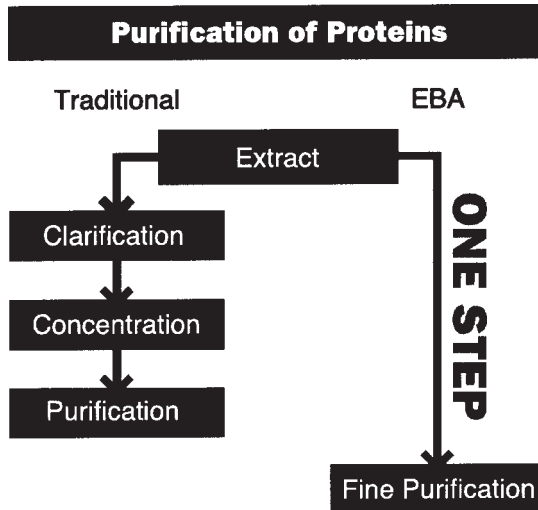 Purification of Proteins
Traditional
EBA
Extract
Clarification
Concentration
Purification
ONE STEP
Fine Purification